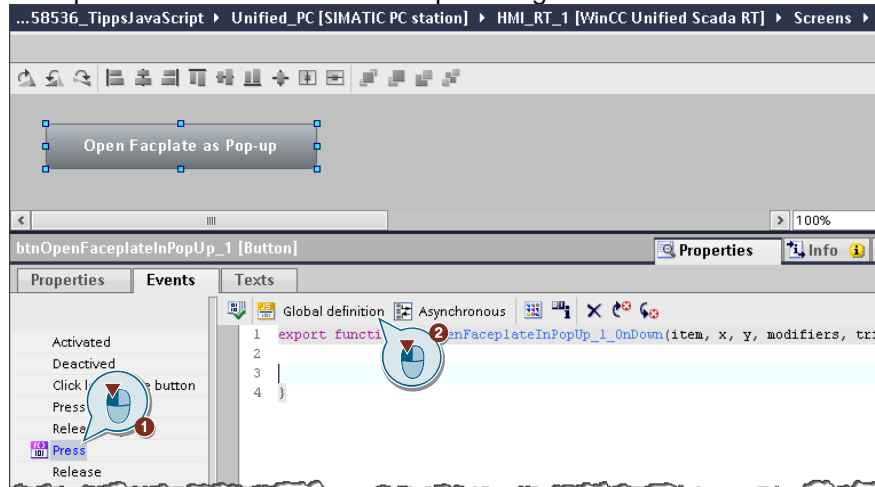 ...58536_TippsJavaScript ▸ Unified_PC [SIMATIC PC station] ▸ HMI_RT_1 [WinCC Unified Scada RT] ▸ Screens ▸
Open Facplate as Pop-up
100%
btnOpenFaceplateInPopUp_1 [Button]
Properties
Info
Properties
Events
Texts
Global definition
Asynchronous
1 export functi enFaceplateInPopUp_1_OnDown(item, x, y, modifiers, tri
2
2
3
4 }
Activated
Deactived
Click l e button
Press
Relea
1
Press
Release